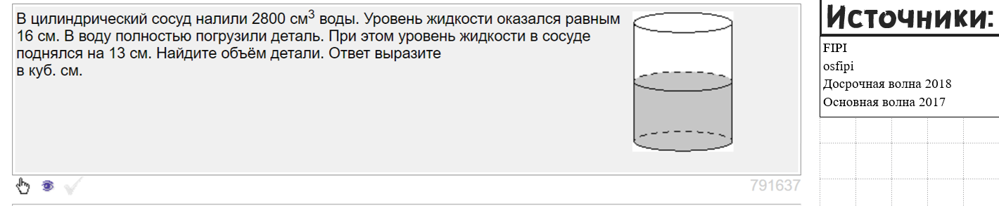 В цилиндрический сосуд налили 2800 см³ воды. Уровень жидкости оказался равным
16 см. В воду полностью погрузили деталь. При этом уровень жидкости в сосуде
поднялся на 13 см. Найдите объём детали. Ответ выразите
в куб. см.
791637
Источники:
FIPI
osfipi
Досрочная волна 2018
Основная волна 2017